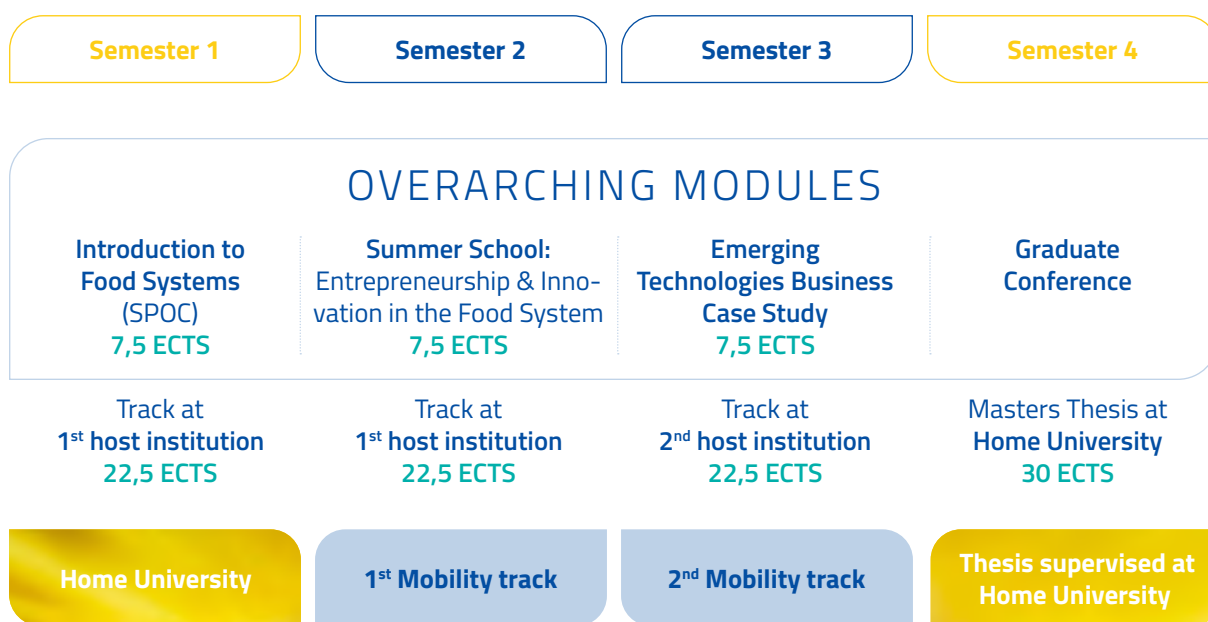 Semester 1
Semester 2
Semester 3
Semester 4
OVERARCHING MODULES
Introduction to
Food Systems
(SPOC)
7,5 ECTS
Summer School:
Entrepreneurship & Inno-
vation in the Food System
7,5 ECTS
Emerging
Technologies Business
Case Study
7,5 ECTS
Graduate
Conference
Track at
1st host institution
22,5 ECTS
Track at
1st host institution
22,5 ECTS
Track at
2nd host institution
22,5 ECTS
Masters Thesis at
Home University
30 ECTS
Home University
1st Mobility track
2nd Mobility track
Thesis supervised at
Home University